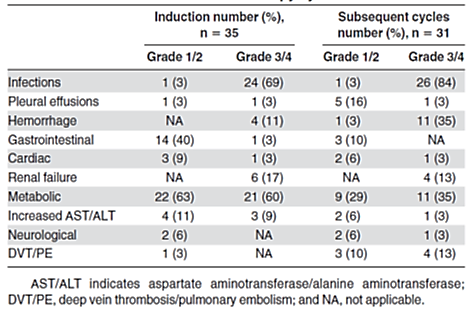 Induction number (%), Subsequent cycles
n = 35 number (%), n = 31
Grade 1/2 Grade 3/4 Grade 1/2 Grade 3/4
Infections 1 (3) 24 (69) 1 (3) 26 (84)
Pleural effusions 1 (3) 1 (3) 5 (16) 1 (3)
Hemorrhage NA 4 (11) 1 (3) 11 (35)
Gastrointestinal 14 (40) 1 (3) 3 (10) NA
Cardiac 3 (9) 1 (3) 2 (6) 1 (3)
Renal failure NA 6 (17) NA 4 (13)
Metabolic 22 (63) 21 (60) 9 (29) 11 (35)
Increased AST/ALT 4 (11) 3 (9) 2 (6) 1 (3)
Neurological 2 (6) NA 2 (6) 1 (3)
DVT/PE 1 (3) NA 3 (10) 4 (13)
AST/ALT indicates aspartate aminotransferase/alanine aminotransferase;
DVT/PE, deep vein thrombosis/pulmonary embolism; and NA, not applicable.